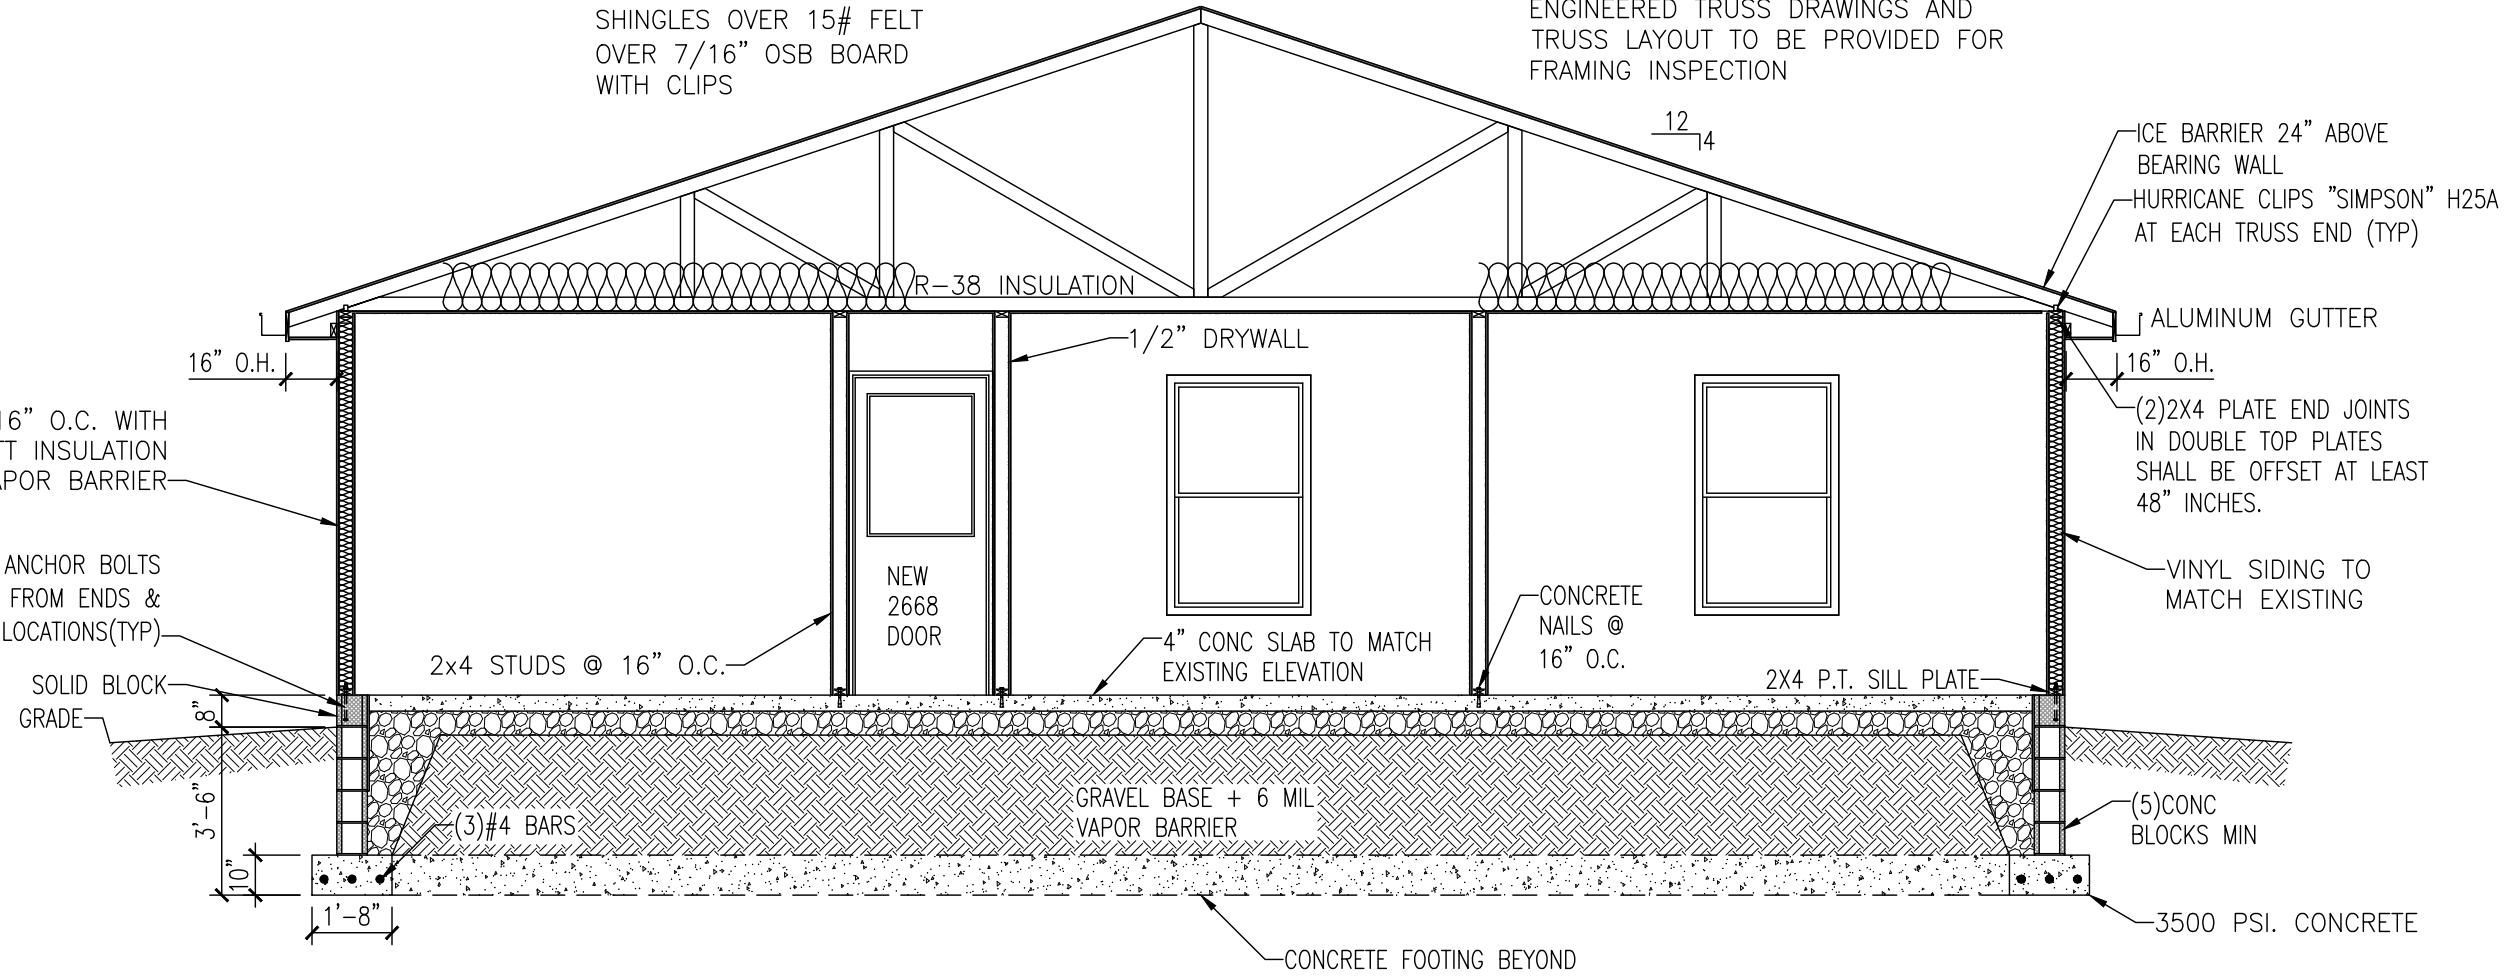 SHINGLES OVER 15# FELT
OVER 7/16" OSB BOARD
WITH CLIPS
ENGINEERED TRUSS DRAWINGS AND
TRUSS LAYOUT TO BE PROVIDED FOR
FRAMING INSPECTION
12
4
ICE BARRIER 24" ABOVE
BEARING WALL
HURRICANE CLIPS "SIMPSON" H25A
AT EACH TRUSS END (TYP)
R-38 INSULATION
ALUMINUM GUTTER
1/2" DRYWALL
16" O.H.
16" O.H.
16" O.C. WITH
INSULATION
BARRIER
(2)2X4 PLATE END JOINTS
IN DOUBLE TOP PLATES
SHALL BE OFFSET AT LEAST
48" INCHES.
ANCHOR BOLTS
FROM ENDS &
LOCATIONS(TYP)
NEW
2668
DOOR
CONCRETE
NAILS @
16" O.C.
VINYL SIDING TO
MATCH EXISTING
2x4 STUDS @ 16" O.C.
4" CONC SLAB TO MATCH
EXISTING ELEVATION
2X4 P.T. SILL PLATE
SOLID BLOCK
GRADE
8"
3'-6"
10"
1'-8"
(3)#4 BARS
GRAVEL BASE + 6 MIL
VAPOR BARRIER
(5)CONC
BLOCKS MIN
3500 PSI. CONCRETE
CONCRETE FOOTING BEYOND